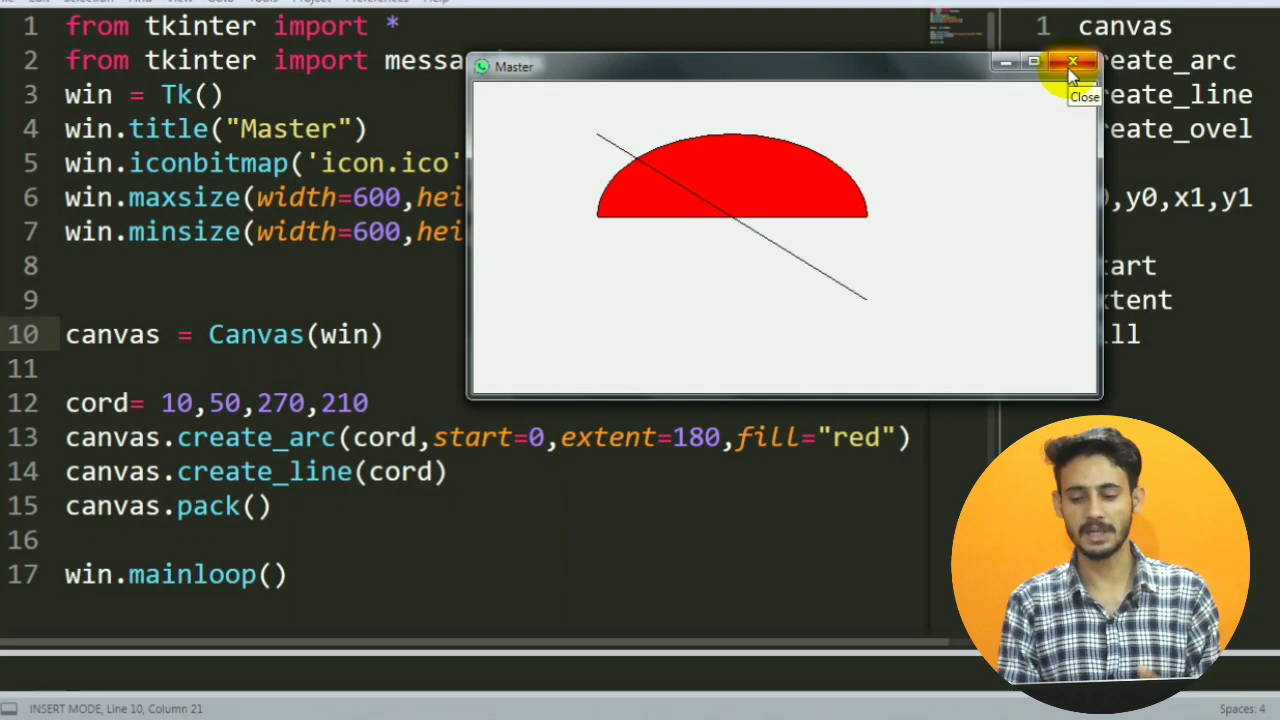 1 from tkinter import *
2 from tkinter import messa
3 win = Tk()
4 win.title("Master")
5 win.iconbitmap('icon.ico'
6 win.maxsize(width=600,hei
7 win.minsize(width=600,hei
8
9
10 canvas = Canvas(win)
11
12 cord= 10,50,270,210
13 canvas.create_arc(cord,start=0,extent=180,fill="red")
14 canvas.create_line(cord)
15 canvas.pack()
16
17 win.mainloop()
Master
Close
1 canvas
reate_arc
reate_line
reate_ovel
,y0,x1,y1
tart
xtent
ill
INSERT MODE, Line 10, Column 21
Spaces: 4